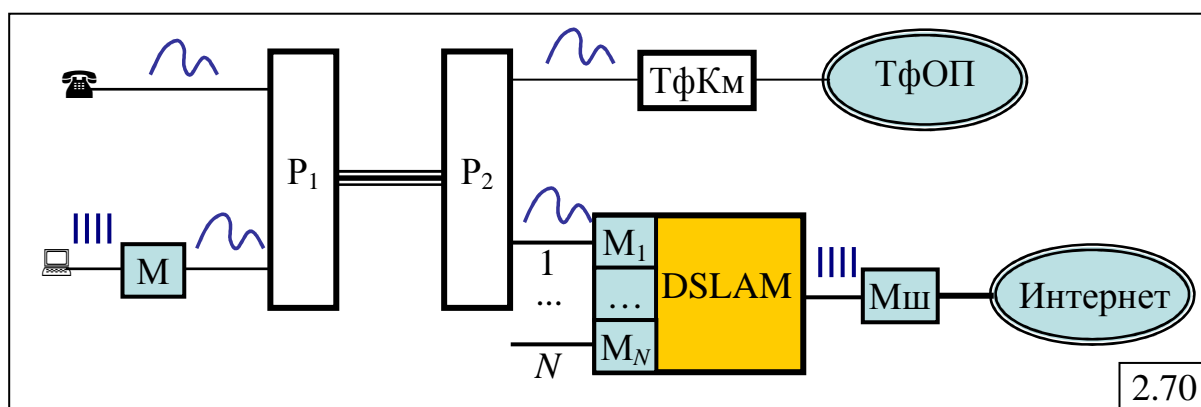 ТфКм
ТфОП
P1
P2
M
1
...
N
M1
…
MN
DSLAM
Мш
Интернет
2.70